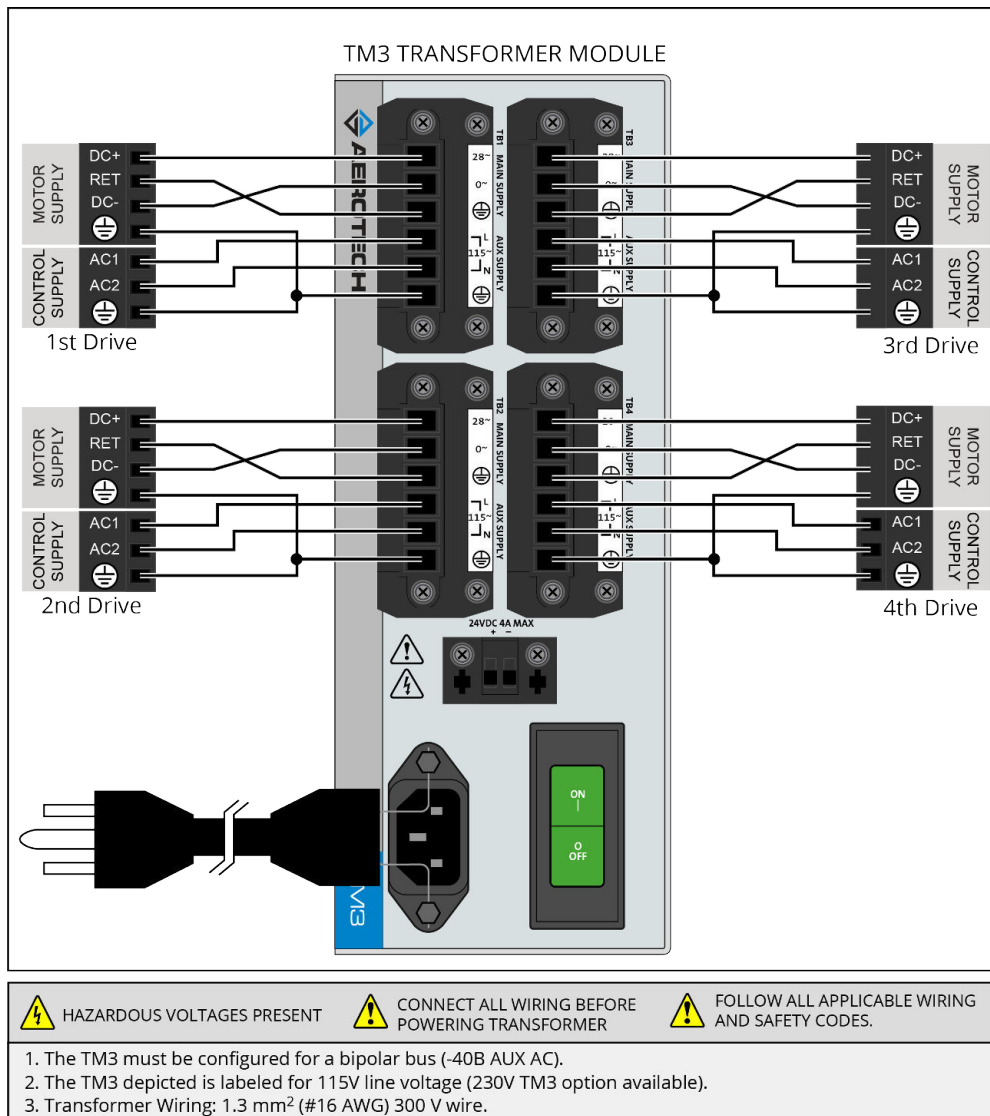 TM3 TRANSFORMER MODULE
AEROTECH
DC+
RET
DC-
AC1
AC2
MOTOR SUPPLY
CONTROL SUPPLY
1st Drive
TB1
MAIN SUPPLY
AUX SUPPLY
28~
0~
L
115~
N
TB3
MAIN SUPPL
AUX SUPPLY
0~
115~
DC+
RET
DC-
AC1
AC2
MOTOR SUPPLY
CONTROL SUPPLY
3rd Drive
DC+
RET
DC-
AC1
AC2
MOTOR SUPPLY
CONTROL SUPPLY
2nd Drive
TB2
MAIN SUPPLY
AUX SUPPLY
28~
0~
L
115~
N
TB4
MAIN SUPPLY
AUX SUPPLY
0~
115~
DC+
RET
DC-
AC1
AC2
MOTOR SUPPLY
CONTROL SUPPLY
4th Drive
24VDC 4A MAX
+ −
ON
|
O
OFF
M3
HAZARDOUS VOLTAGES PRESENT
CONNECT ALL WIRING BEFORE
POWERING TRANSFORMER
FOLLOW ALL APPLICABLE WIRING
AND SAFETY CODES.
1. The TM3 must be configured for a bipolar bus (-40B AUX AC).
2. The TM3 depicted is labeled for 115V line voltage (230V TM3 option available).
3. Transformer Wiring: 1.3 mm² (#16 AWG) 300 V wire.